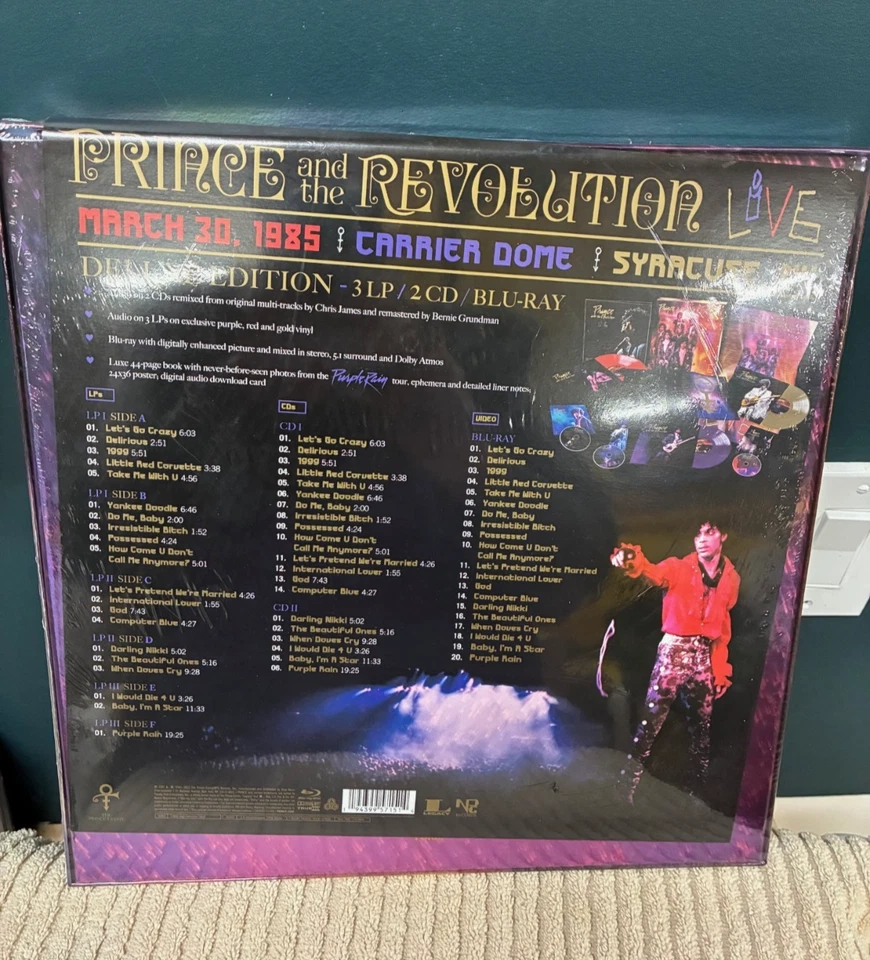 PRINCE and the REVOLUTION LIVE
MARCH 30, 1985 CARRIER DOME SYRACUSE,
EDITION - 3 LP / 2 CD / BLU-RAY
2 CDs remixed from original multi-tracks by Chris James and remastered by Bernie Grundman
Audio on 3 LPs on exclusive purple, red and gold vinyl
Blu-ray with digitally enhanced picture and mixed in stereo, 5.1 surround and Dolby Atmos
Luxe 44-page book with never-before-seen photos from the Purple Rain tour, ephemera and detailed liner notes,
24x36 poster, digital audio download card
LPs
LP I SIDE A
01. Let's Go Crazy 6:03
02. Delirious 2:51
03. 1999 5:51
04. Little Red Corvette 3:38
05. Take Me With U 4:56
LP I SIDE B
01. Yankee Doodle 6:46
02. Do Me, Baby 2:00
03. Irresistible Bitch 1:52
04. Possessed 4:24
05. How Come U Don't
Call Me Anymore? 5:01
LP II SIDE C
01. Let's Pretend We're Married 4:26
02. International Lover 1:55
03. God 7:43
04. Computer Blue 4:27
LP II SIDE D
01. Darling Nikki 5:02
02. The Beautiful Ones 5:16
03. When Doves Cry 9:28
LP III SIDE E
01. I Would Die 4 U 3:26
02. Baby, I'm A Star 11:33
LP III SIDE F
01. Purple Rain 19:25
CDs
CD I
01. Let's Go Crazy 6:03
02. Delirious 2:51
03. 1999 5:51
04. Little Red Corvette 3:38
05. Take Me With U 4:56
06. Yankee Doodle 6:46
07. Do Me, Baby 2:00
08. Irresistible Bitch 1:52
09. Possessed 4:24
10. How Come U Don't
Call Me Anymore? 5:01
11. Let's Pretend We're Married 4:26
12. International Lover 1:55
13. God 7:43
14. Computer Blue 4:27
CD II
01. Darling Nikki 5:02
02. The Beautiful Ones 5:16
03. When Doves Cry 9:28
04. I Would Die 4 U 3:26
05. Baby, I'm A Star 11:33
06. Purple Rain 19:25
VIDEO
BLU-RAY
01. Let's Go Crazy
02. Delirious
03. 1999
04. Little Red Corvette
05. Take Me With U
06. Yankee Doodle
07. Do Me, Baby
08. Irresistible Bitch
09. Possessed
10. How Come U Don't
Call Me Anymore?
11. Let's Pretend We're Married
12. International Lover
13. God
14. Computer Blue
15. Darling Nikki
16. The Beautiful Ones
17. When Doves Cry
18. I Would Die 4 U
19. Baby, I'm A Star
20. Purple Rain
LEGACY